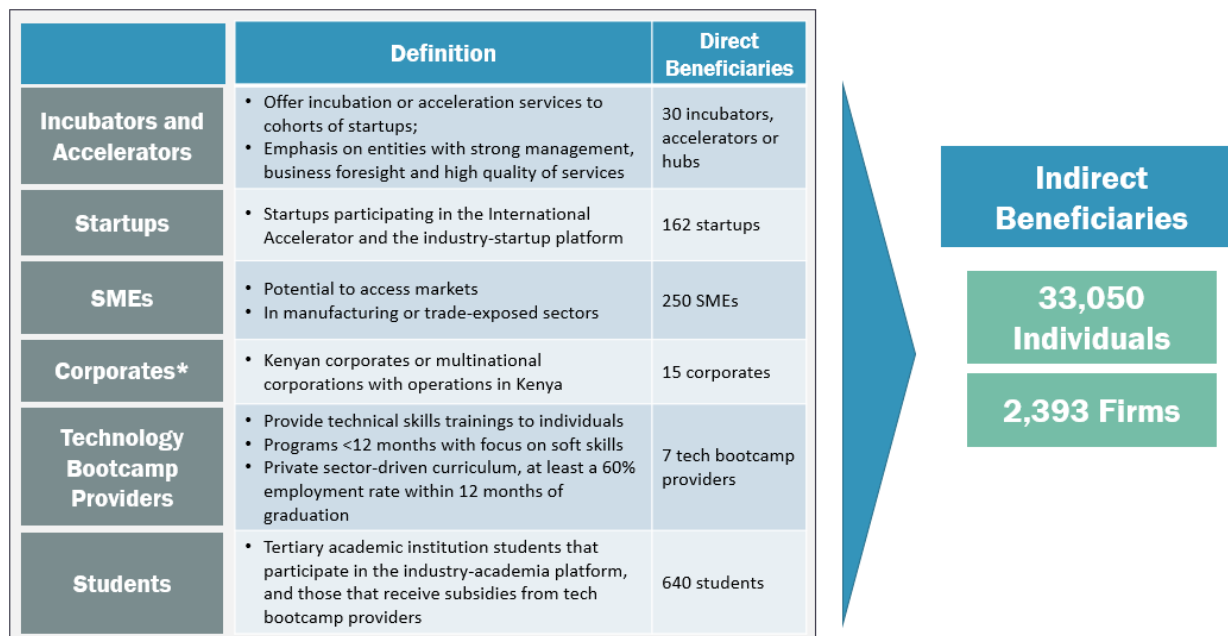 Definition
Direct
Beneficiaries
Incubators and
Accelerators
• Offer incubation or acceleration services to
cohorts of startups;
• Emphasis on entities with strong management,
business foresight and high quality of services
30 incubators,
accelerators or
hubs
Startups
• Startups participating in the International
Accelerator and the industry-startup platform
162 startups
SMEs
• Potential to access markets
• In manufacturing or trade-exposed sectors
250 SMEs
Corporates*
• Kenyan corporates or multinational
corporations with operations in Kenya
15 corporates
Technology
Bootcamp
Providers
• Provide technical skills trainings to individuals
• Programs <12 months with focus on soft skills
• Private sector-driven curriculum, at least a 60%
employment rate within 12 months of
graduation
7 tech bootcamp
providers
Students
• Tertiary academic institution students that
participate in the industry-academia platform,
and those that receive subsidies from tech
bootcamp providers
640 students
Indirect
Beneficiaries
33,050
Individuals
2,393 Firms